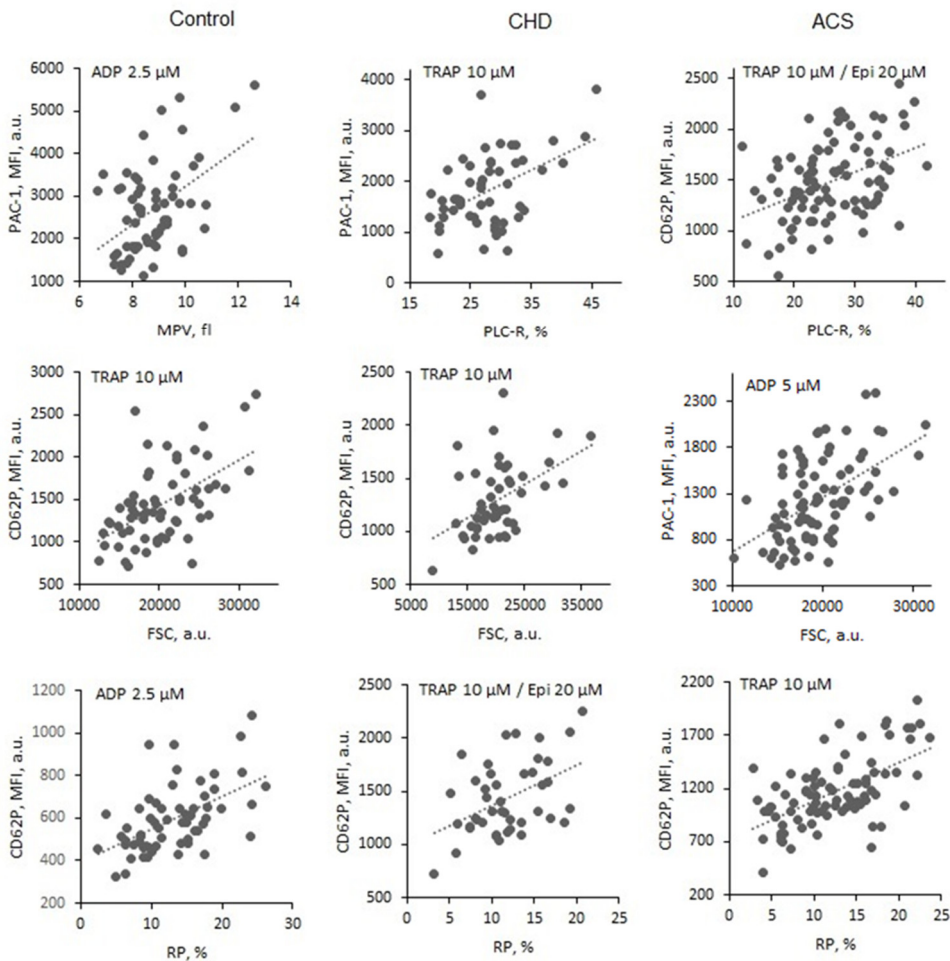 Control CHD ACS
ADP 2.5 µM
PAC-1, MFI, a.u.
6000
5000
4000
3000
2000
1000
6 8 10 12 14
MPV, fl
TRAP 10 µM
PAC-1, MFI, a.u.
4000
3000
2000
1000
0
15 25 35 45
PLC-R, %
TRAP 10 µM / Epi 20 µM
CD62P, MFI, a.u.
2500
2000
1500
1000
500
10 20 30 40
PLC-R, %
TRAP 10 µM
CD62P, MFI, a.u.
3000
2500
2000
1500
1000
500
10000 20000 30000
FSC, a.u.
TRAP 10 µM
CD62P, MFI, a.u
2500
2000
1500
1000
500
5000 15000 25000 35000
FSC, a.u.
ADP 5 µM
PAC-1, MFI, a.u.
2300
1800
1300
800
300
10000 20000 30000
FSC, a.u.
ADP 2.5 µM
CD62P, MFI, a.u.
1200
1000
800
600
400
200
0 10 20 30
RP, %
TRAP 10 µM / Epi 20 µM
CD62P, MFI, a.u.
2500
2000
1500
1000
500
0 5 10 15 20 25
RP, %
TRAP 10 µM
CD62P, MFI, a.u.
2200
1700
1200
700
200
0 5 10 15 20 25
RP, %